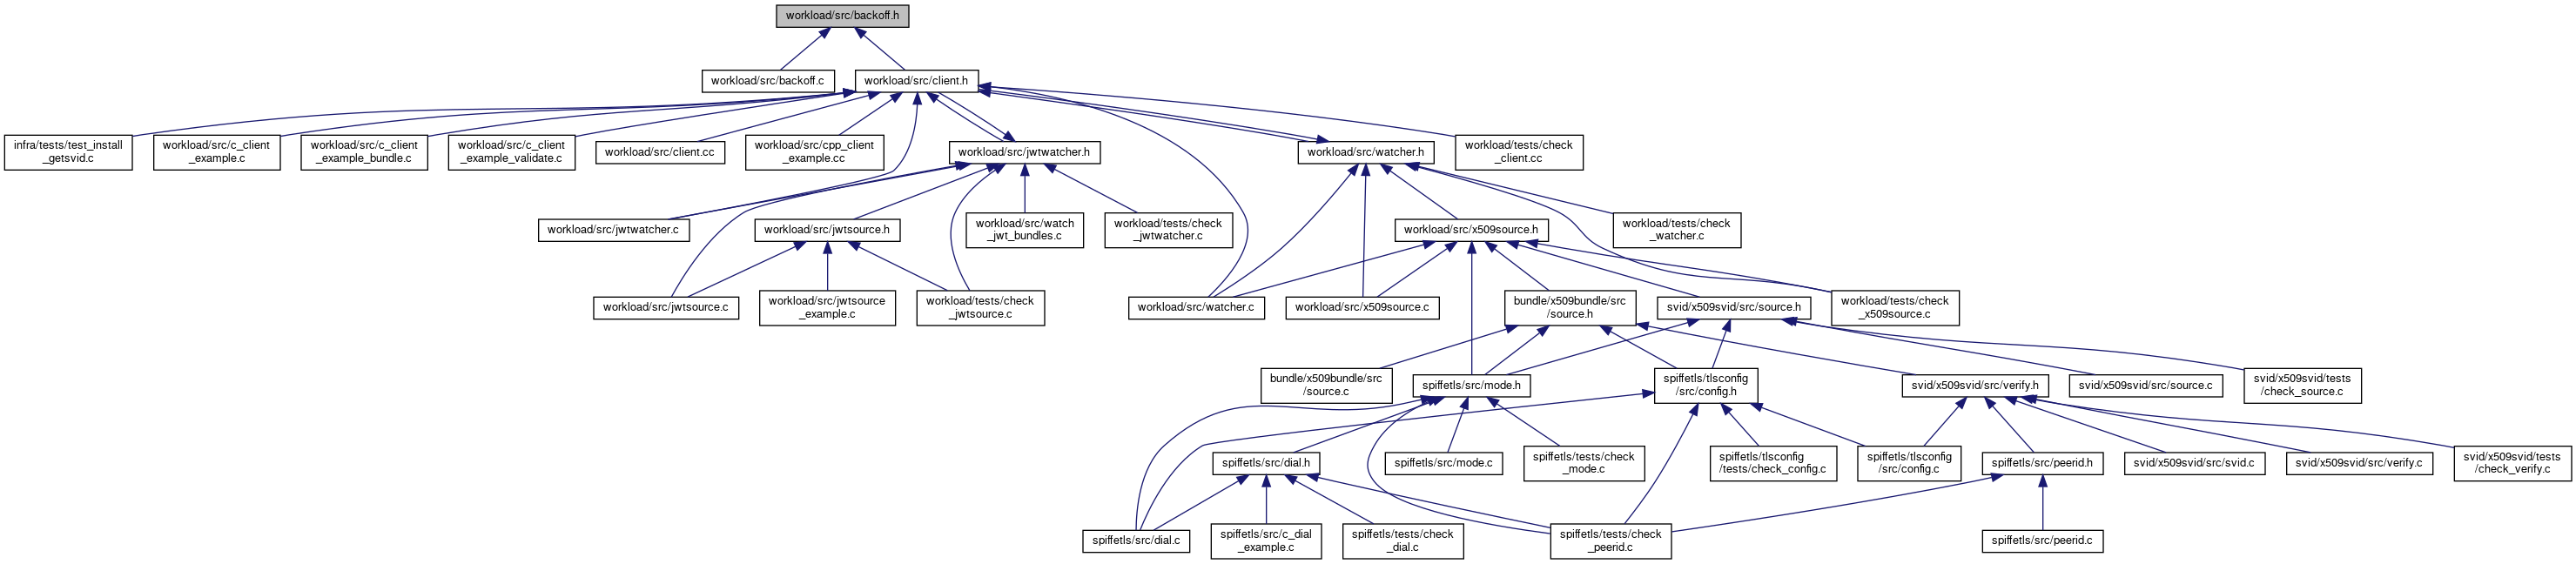 workload/src/backoff.h
workload/src/backoff.c
workload/src/client.h
infra/tests/test_install
_getsvid.c
workload/src/c_client
_example.c
workload/src/c_client
_example_bundle.c
workload/src/c_client
_example_validate.c
workload/src/client.cc
workload/src/cpp_client
_example.cc
workload/src/jwtwatcher.h
workload/src/watcher.h
workload/tests/check
_client.cc
workload/src/jwtwatcher.c
workload/src/jwtsource.h
workload/src/watch
_jwt_bundles.c
workload/tests/check
_jwtwatcher.c
workload/src/x509source.h
workload/tests/check
_watcher.c
workload/src/jwtsource.c
workload/src/jwtsource
_example.c
workload/tests/check
_jwtsource.c
workload/src/watcher.c
workload/src/x509source.c
bundle/x509bundle/src
/source.h
svid/x509svid/src/source.h
workload/tests/check
_x509source.c
bundle/x509bundle/src
/source.c
spiffetls/src/mode.h
spiffetls/tlsconfig
/src/config.h
svid/x509svid/src/verify.h
svid/x509svid/src/source.c
svid/x509svid/tests
/check_source.c
spiffetls/src/dial.h
spiffetls/src/mode.c
spiffetls/tests/check
_mode.c
spiffetls/tlsconfig
/tests/check_config.c
spiffetls/tlsconfig
/src/config.c
spiffetls/src/peerid.h
svid/x509svid/src/svid.c
svid/x509svid/src/verify.c
svid/x509svid/tests
/check_verify.c
spiffetls/src/dial.c
spiffetls/src/c_dial
_example.c
spiffetls/tests/check
_dial.c
spiffetls/tests/check
_peerid.c
spiffetls/src/peerid.c